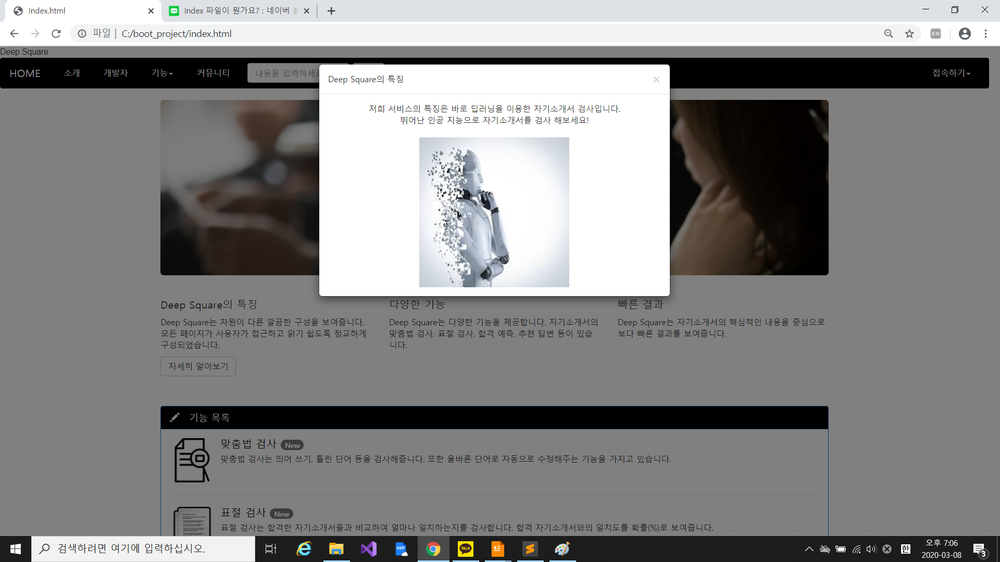 index.html
index 파일이 뭔가요? : 네이버
파일 | C:/boot_project/index.html
EX
Deep Square
HOME 소개 개발자 기능 커뮤니티 내용을 입력하세요 접속하기
Deep Square의 특징
×
저희 서비스의 특징은 바로 딥러닝을 이용한 자기소개서 검사입니다.
뛰어난 인공 지능으로 자기소개서를 검사 해보세요!
Deep Square의 특징
Deep Square는 차원이 다른 깔끔한 구성을 보여줍니다.
모든 페이지가 사용자가 접근하고 읽기 쉽도록 정교하게
구성되었습니다.
자세히 알아보기
다양한 기능
Deep Square는 다양한 기능을 제공합니다. 자기소개서의
맞춤법 검사, 표절 검사, 합격 예측, 추천 답변 등이 있습
니다.
빠른 결과
Deep Square는 자기소개서의 핵심적인 내용을 중심으로
보다 빠른 결과를 보여줍니다.
기능 목록
맞춤법 검사 New
맞춤법 검사는 띄어 쓰기, 틀린 단어 등을 검사해줍니다. 또한 올바른 단어로 자동으로 수정해주는 기능을 가지고 있습니다.
표절 검사 New
표절 검사는 합격한 자기소개서들과 비교하여 얼마나 일치하는지를 검사합니다. 합격 자기소개서와의 일치도를 확률(%)로 보여줍니다.
검색하려면 여기에 입력하십시오.
HWP
TALK
한
오후 7:06
2020-03-08
3